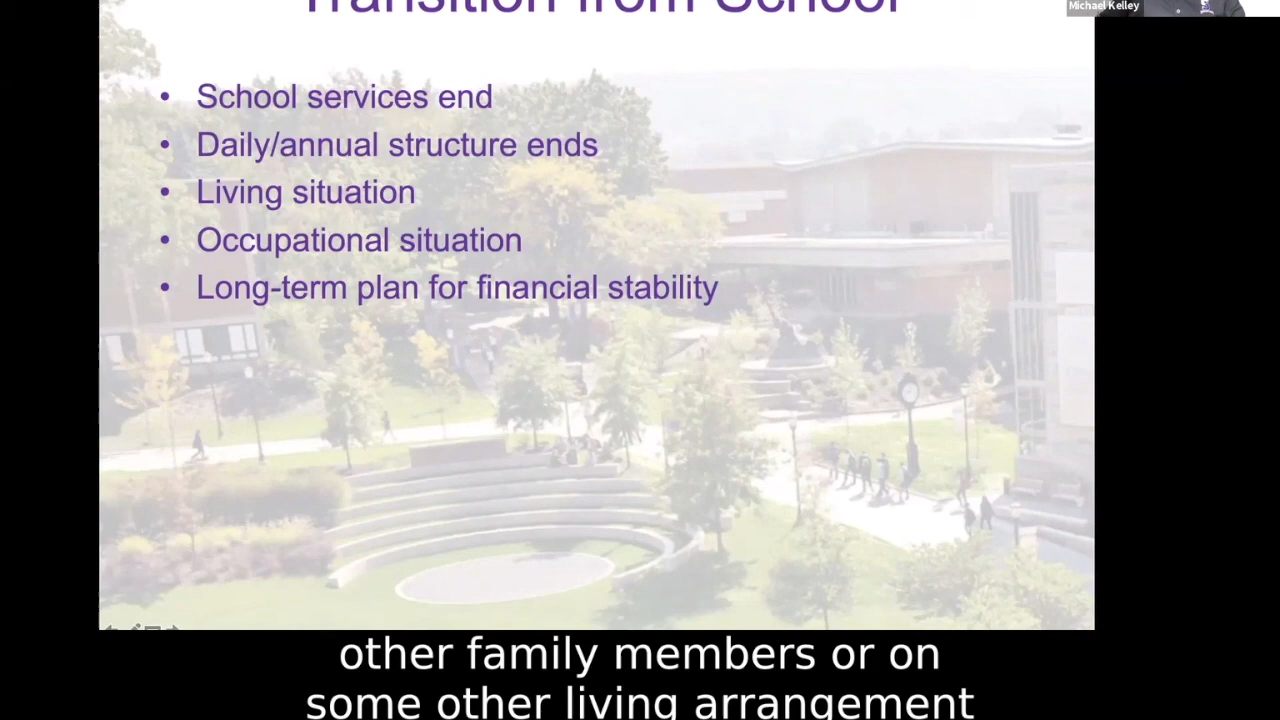 Transition from School
Michael Kelley
• School services end
• Daily/annual structure ends
• Living situation
• Occupational situation
• Long-term plan for financial stability
other family members or on
some other living arrangement